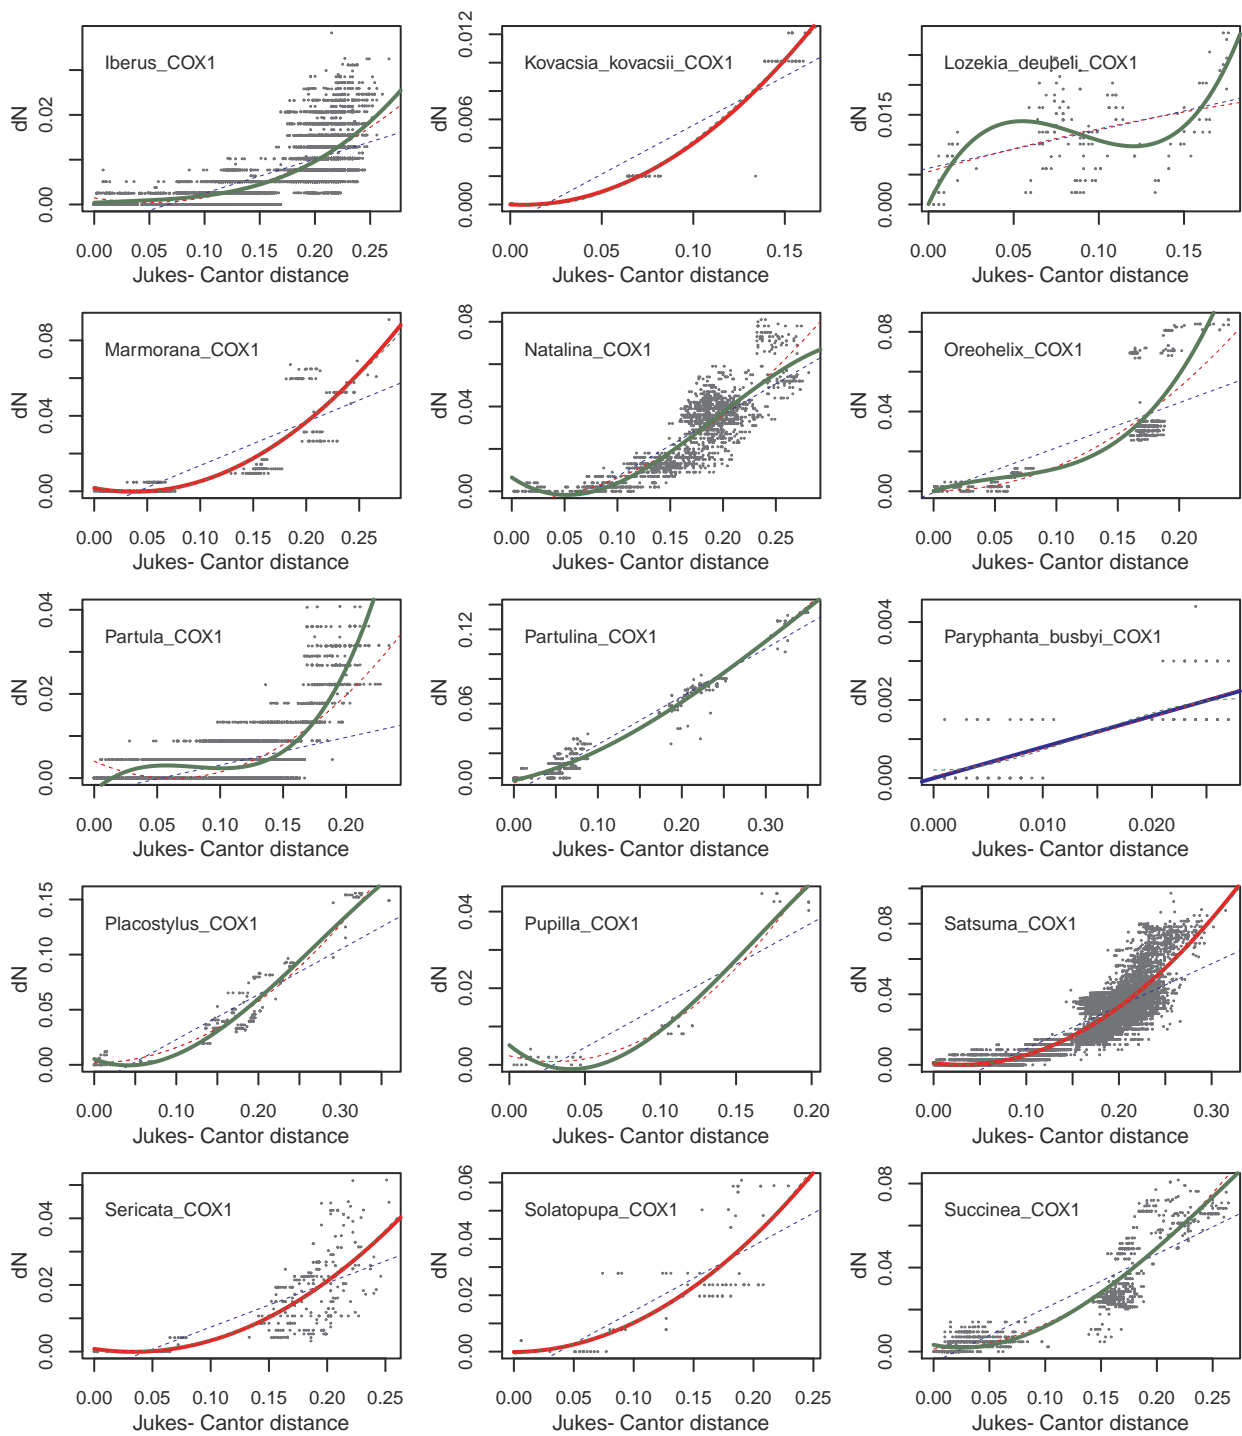 Iberus_COX1
dN
0.00 0.02
0.00 0.05 0.10 0.15 0.20 0.25
Jukes- Cantor distance
Kovacsia_kovacsii_COX1
dN
0.000 0.006 0.012
0.00 0.05 0.10 0.15
Jukes- Cantor distance
Lozekia_deubeli_COX1
dN
0.000 0.015
0.00 0.05 0.10 0.15
Jukes- Cantor distance
Marmorana_COX1
dN
0.00 0.04 0.08
0.00 0.05 0.10 0.15 0.20 0.25
Jukes- Cantor distance
Natalina_COX1
dN
0.00 0.04 0.08
0.00 0.05 0.10 0.15 0.20 0.25
Jukes- Cantor distance
Oreohelix_COX1
dN
0.00 0.04 0.08
0.00 0.10 0.20
Jukes- Cantor distance
Partula_COX1
dN
0.00 0.02 0.04
0.00 0.05 0.10 0.15 0.20
Jukes- Cantor distance
Partulina_COX1
dN
0.00 0.06 0.12
0.00 0.10 0.20 0.30
Jukes- Cantor distance
Paryphanta_busbyi_COX1
dN
0.000 0.002 0.004
0.000 0.020
Jukes- Cantor distance
Placostylus_COX1
dN
0.00 0.05 0.10 0.15
0.00 0.10 0.20 0.30
Jukes- Cantor distance
Pupilla_COX1
dN
0.00 0.02 0.04
0.00 0.05 0.10 0.15 0.20
Jukes- Cantor distance
Satsuma_COX1
dN
0.00 0.04 0.08
0.00 0.10 0.20 0.30
Jukes- Cantor distance
Sericata_COX1
dN
0.00 0.02 0.04
0.00 0.05 0.10 0.15 0.20 0.25
Jukes- Cantor distance
Solatopupa_COX1
dN
0.00 0.02 0.04 0.06
0.00 0.05 0.10 0.15 0.20 0.25
Jukes- Cantor distance
Succinea_COX1
dN
0.00 0.04 0.08
0.00 0.05 0.10 0.15 0.20 0.25
Jukes- Cantor distance